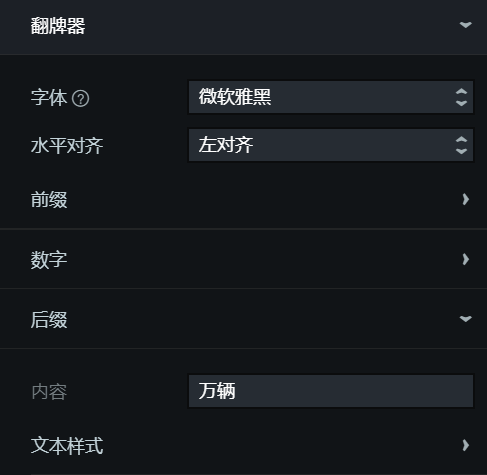 翻牌器
字体 ? 微软雅黑
水平对齐 左对齐
前缀
数字
后缀
内容 万辆
文本样式